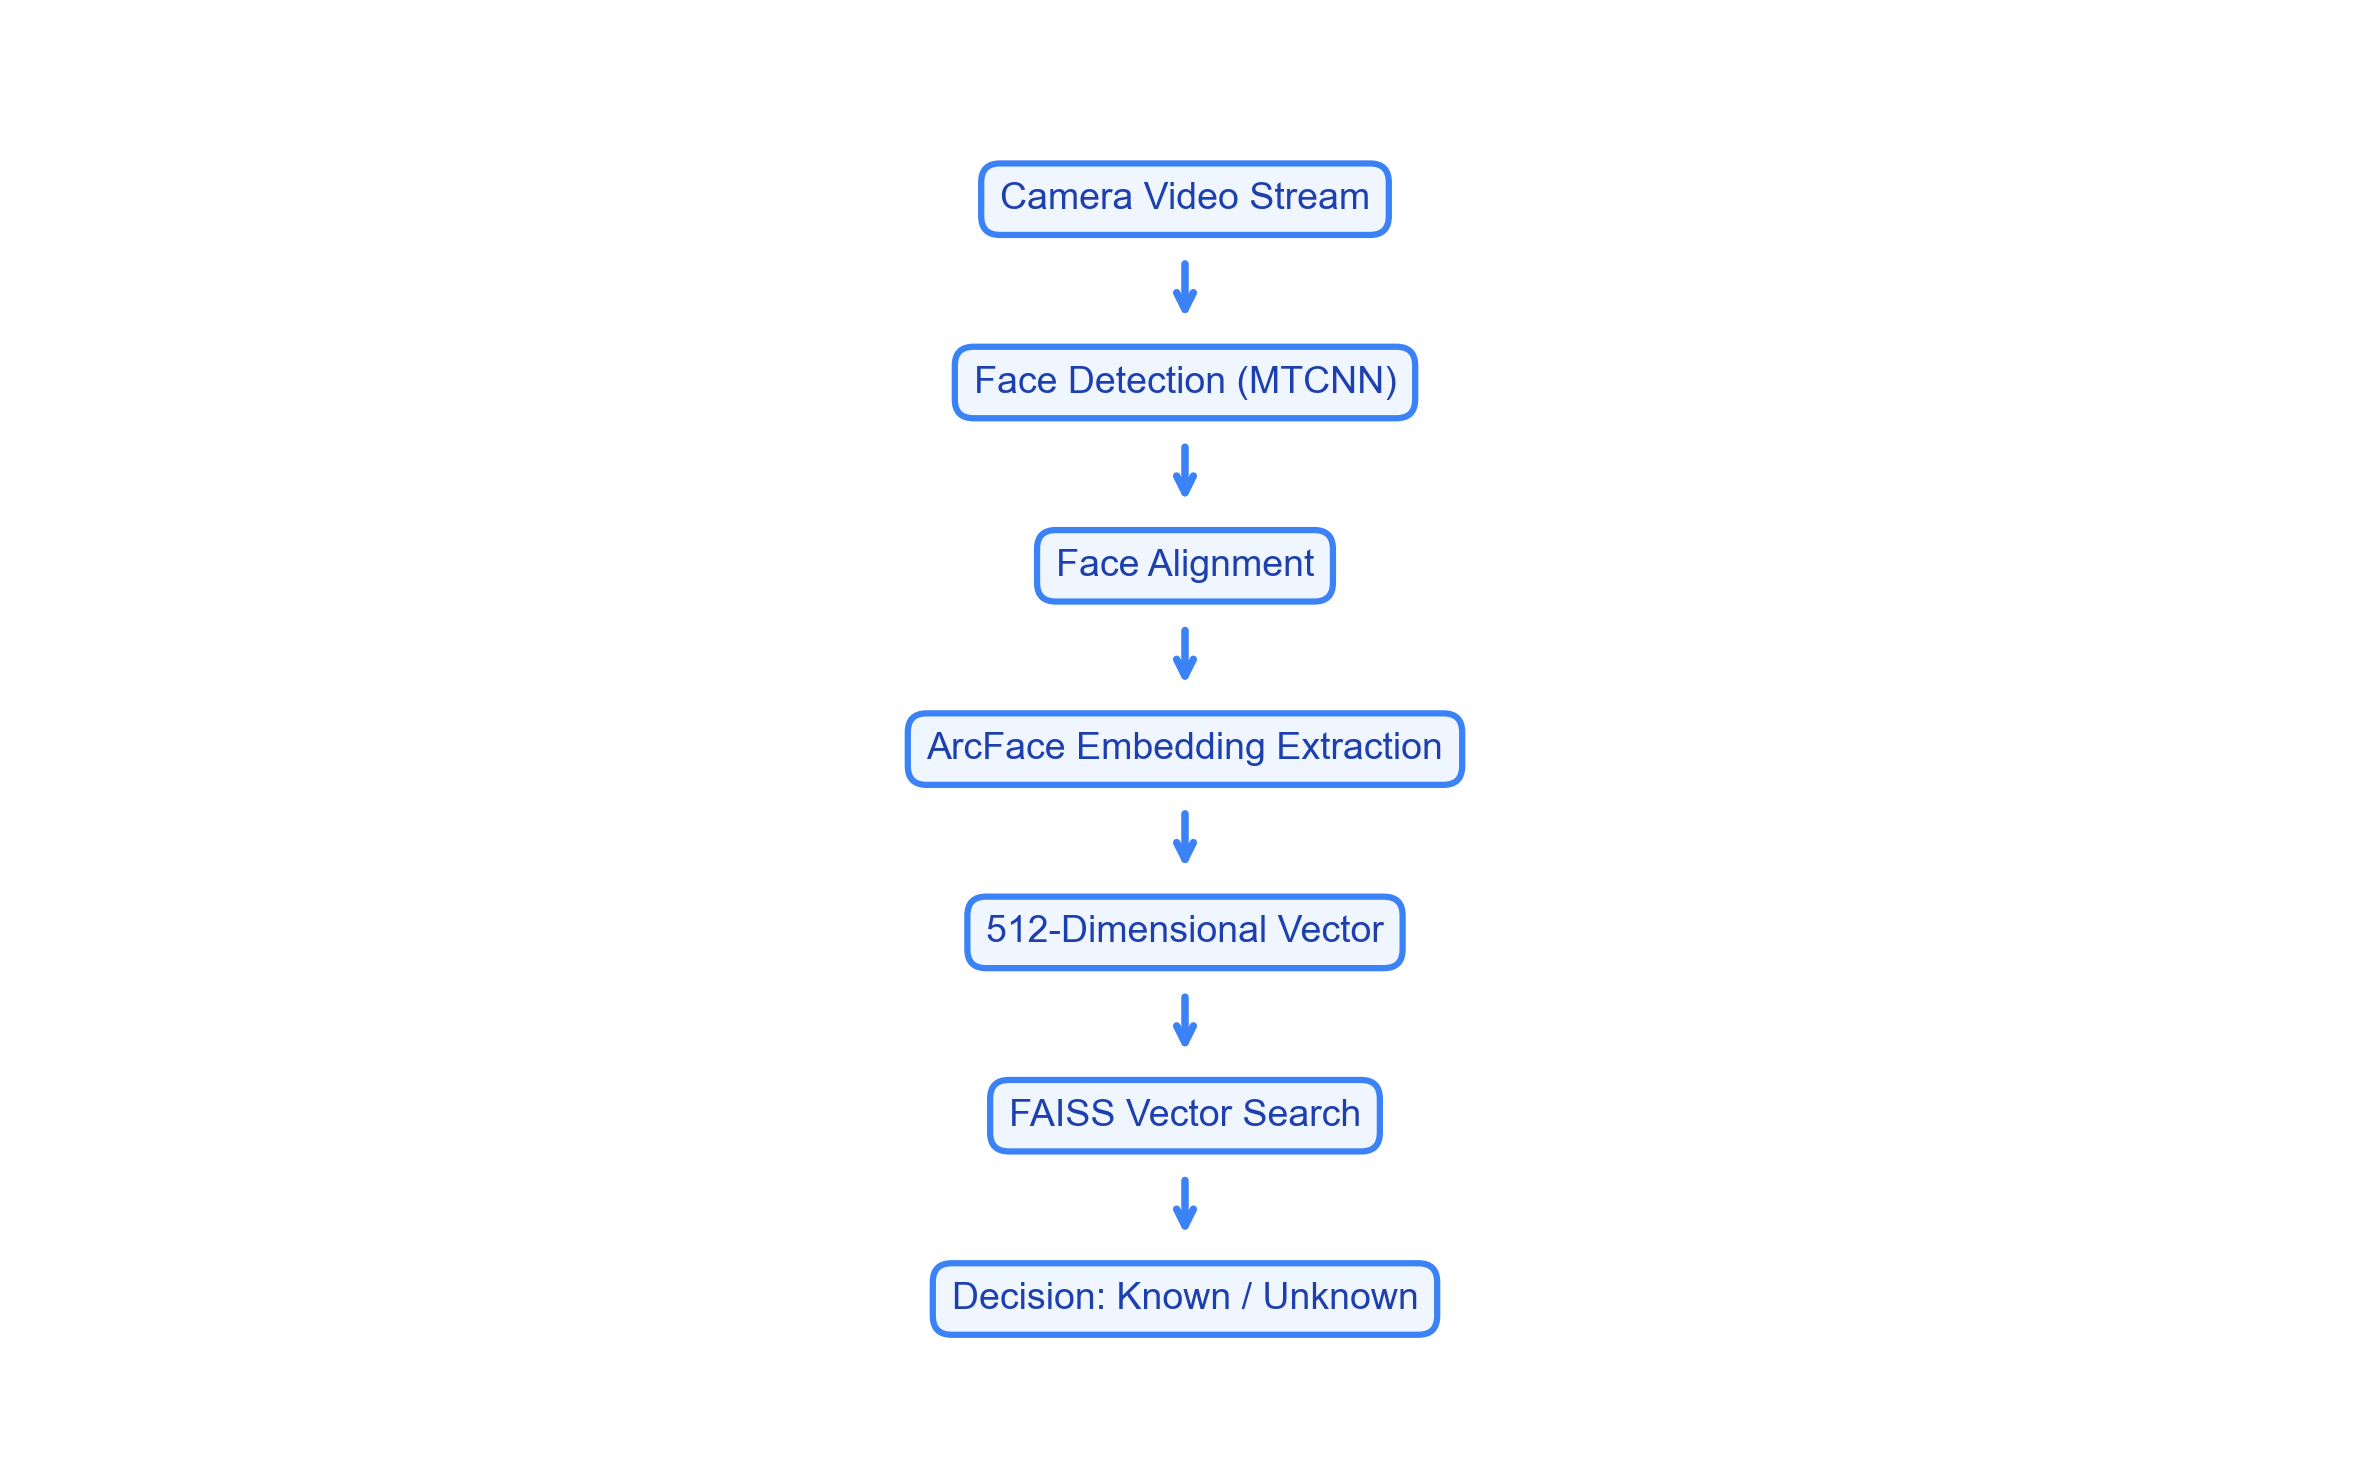 Camera Video Stream
Face Detection (MTCNN)
Face Alignment
ArcFace Embedding Extraction
512-Dimensional Vector
FAISS Vector Search
Decision: Known / Unknown